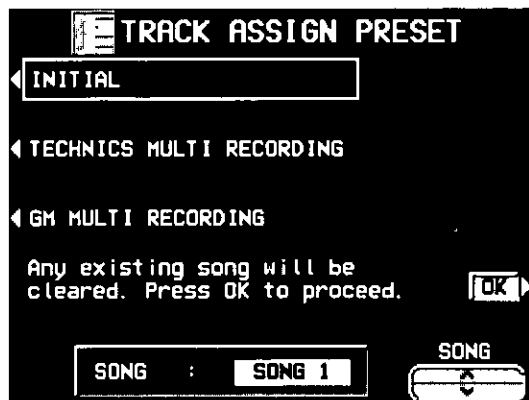 TRACK ASSIGN PRESET
INITIAL
TECHNICS MULTI RECORDING
GM MULTI RECORDING
Any existing song will be
cleared. Press OK to proceed.
OK
SONG
SONG : SONG 1